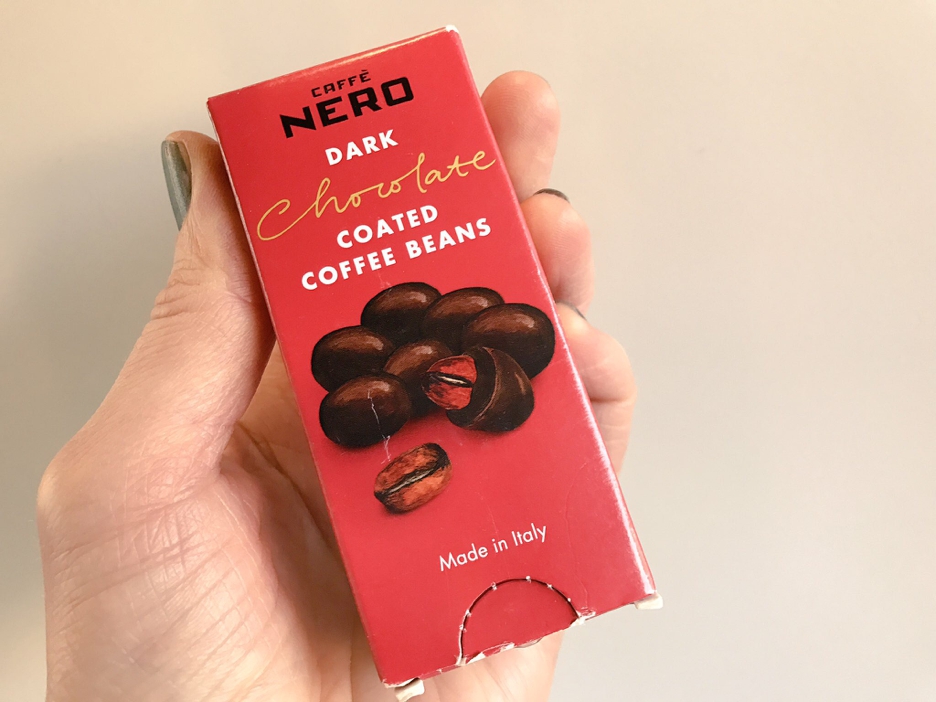 CAFFÈ
NERO
DARK
Chocolate
COATED
COFFEE BEANS
Made in Italy